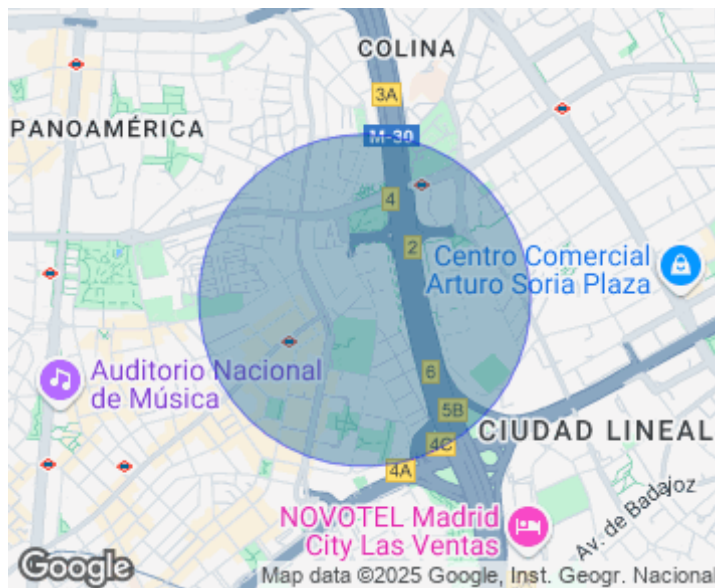 COLINA
3A
PANOAMÉRICA
M-30
4
2
Centro Comercial
Arturo Soria Plaza
6
Auditorio Nacional
de Música
5B
4C
CIUDAD LINEAL
4A
NOVOTEL Madrid
City Las Ventas
Av. de Badajoz
Google
Map data ©2025 Google, Inst. Geogr. Nacional